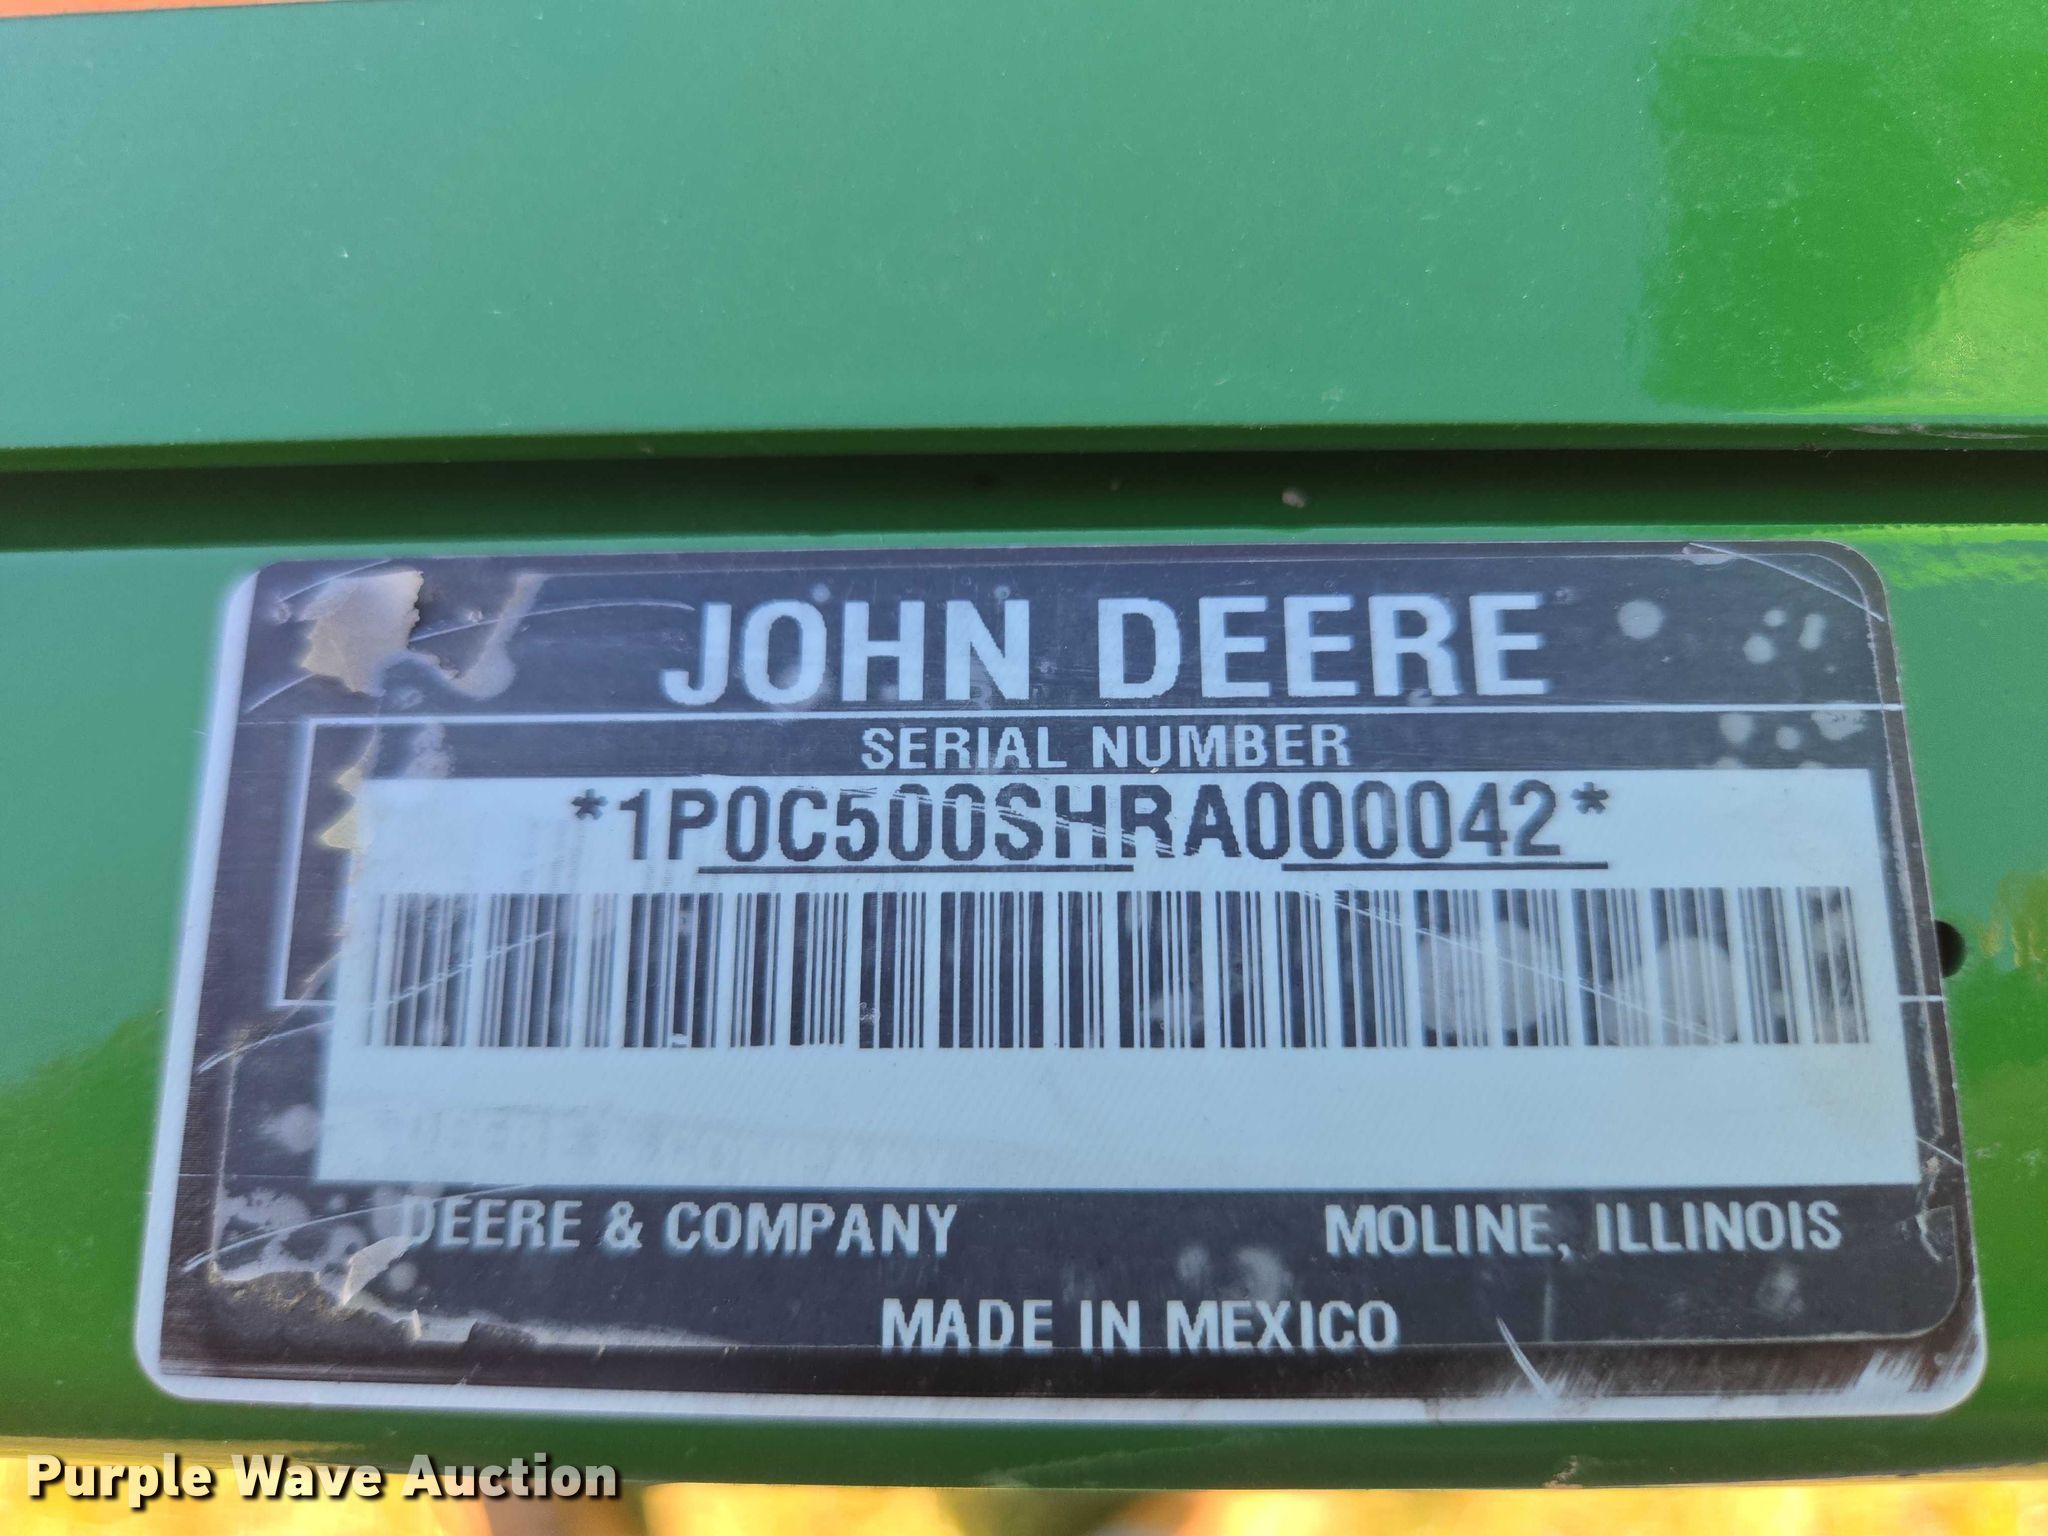 JOHN DEERE
SERIAL NUMBER
*1P0C500SHRA000042*
DEERE & COMPANY MOLINE, ILLINOIS
MADE IN MEXICO
Purple Wave Auction